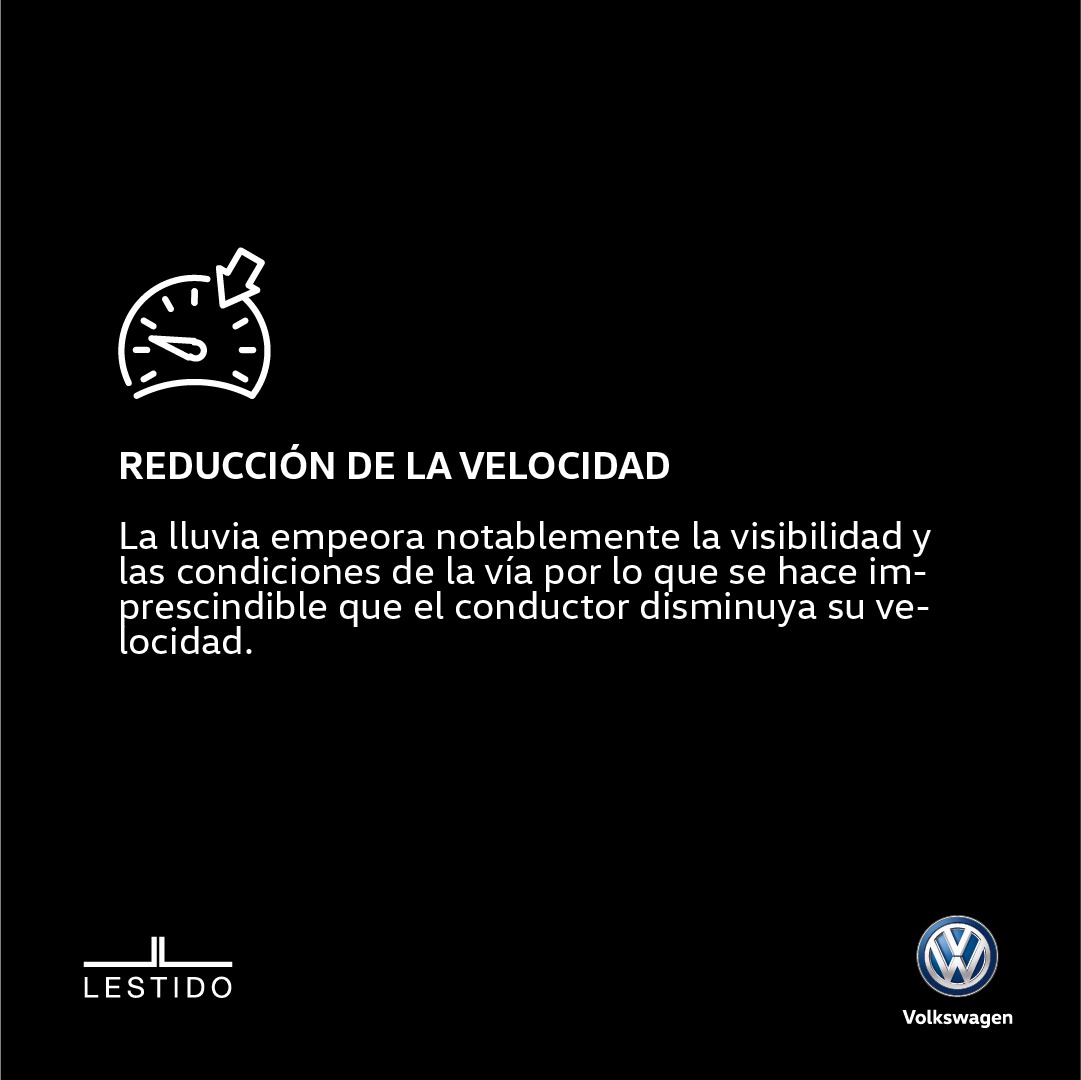 REDUCCIÓN DE LA VELOCIDAD
La lluvia empeora notablemente la visibilidad y
las condiciones de la vía por lo que se hace im-
prescindible que el conductor disminuya su ve-
locidad.
LESTIDO
Volkswagen